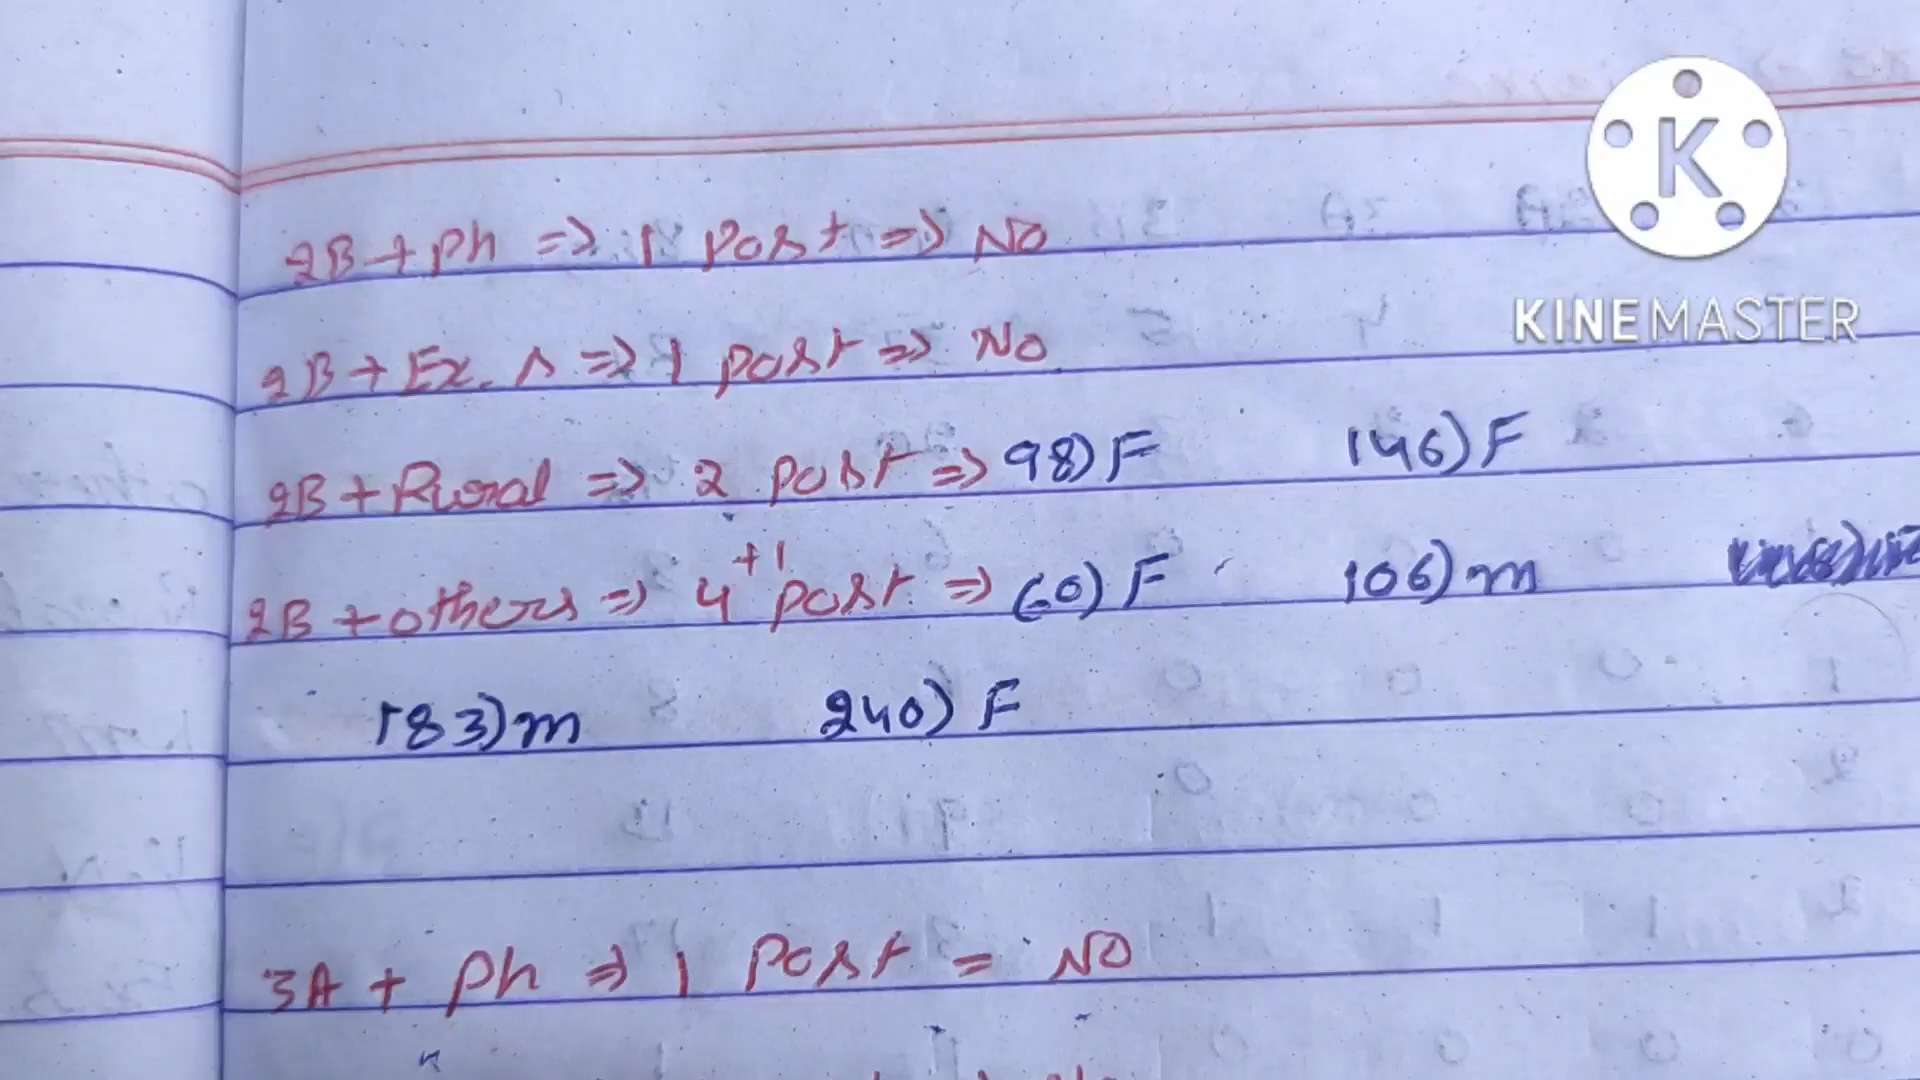 K
KINEMASTER
2B + Ph => 1 Post => NO
2B + Ex. s => 1 post => No
2B + Rural => 2 post => 98) F 146) F
+1
2B + others => 4 post => 60) F 106) m
183) m 240) F
3A + Ph => 1 Post = NO